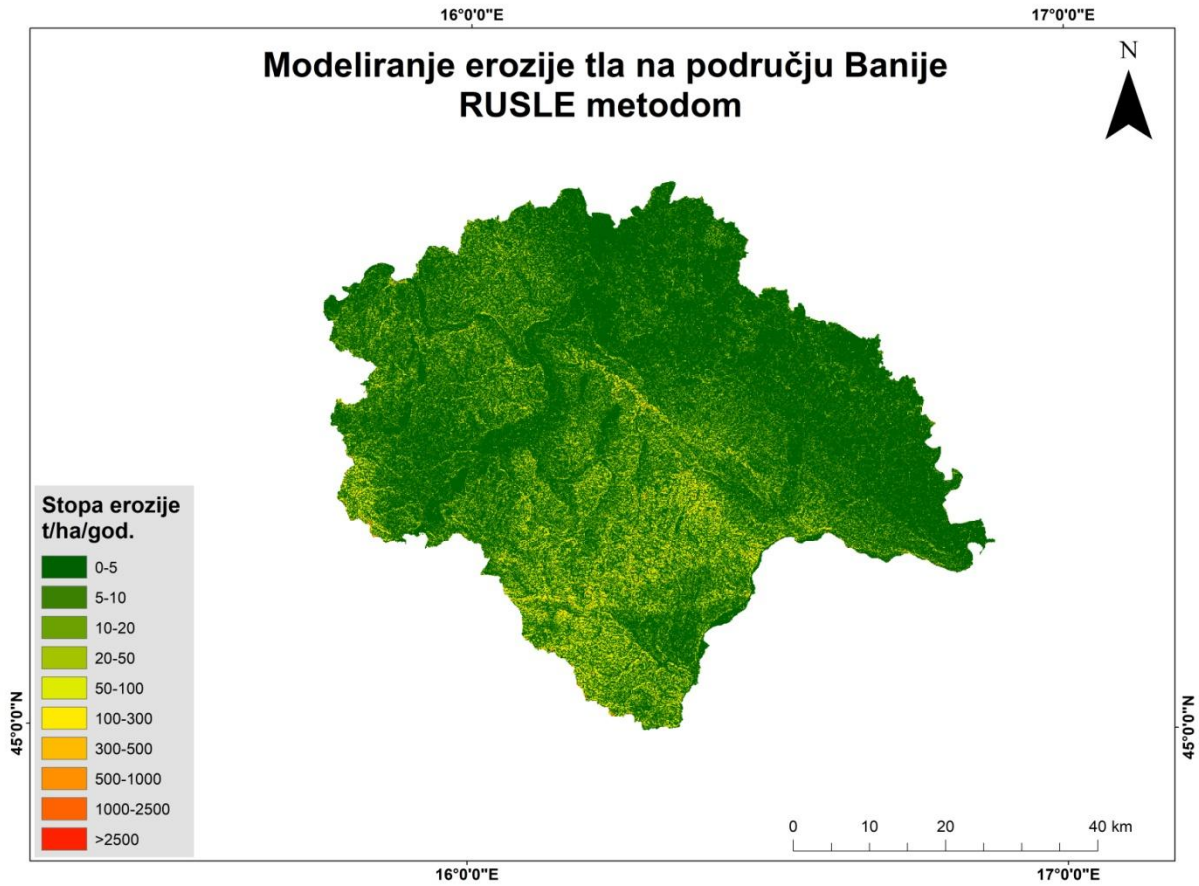 16°0'0"E
17°0'0"E
Modeliranje erozije tla na području Banije
RUSLE metodom
N
Stopa erozije
t/ha/god.
0-5
5-10
10-20
20-50
50-100
100-300
300-500
500-1000
1000-2500
>2500
45°0'0"N
45°0'0"N
0 10 20 40 km
16°0'0"E
17°0'0"E